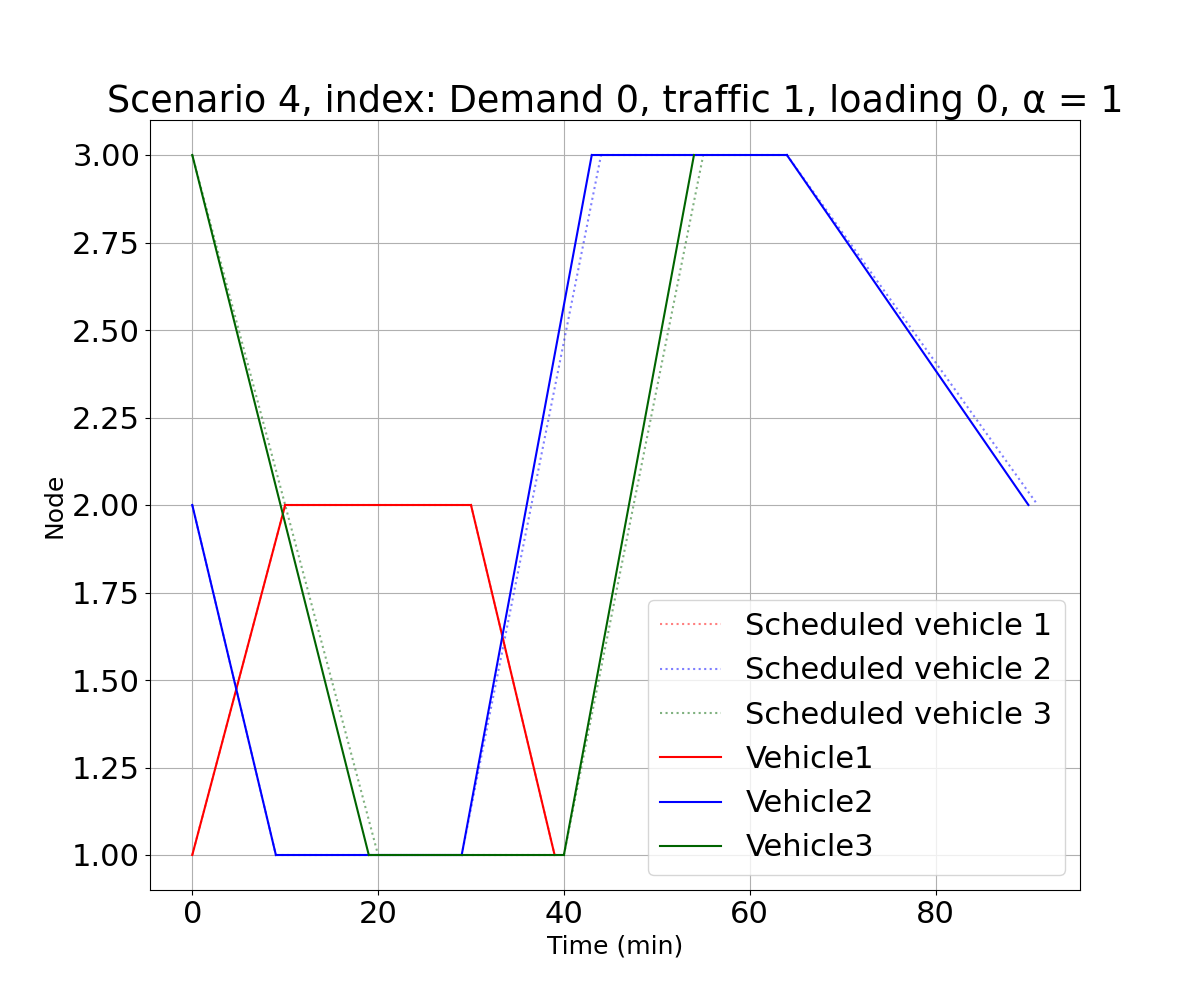 Scenario 4, index: Demand 0, traffic 1, loading 0, α = 1
3.00
2.75
2.50
2.25
2.00
1.75
1.50
1.25
1.00
Node
Scheduled vehicle 1
Scheduled vehicle 2
Scheduled vehicle 3
Vehicle1
Vehicle2
Vehicle3
0 20 40 60 80
Time (min)